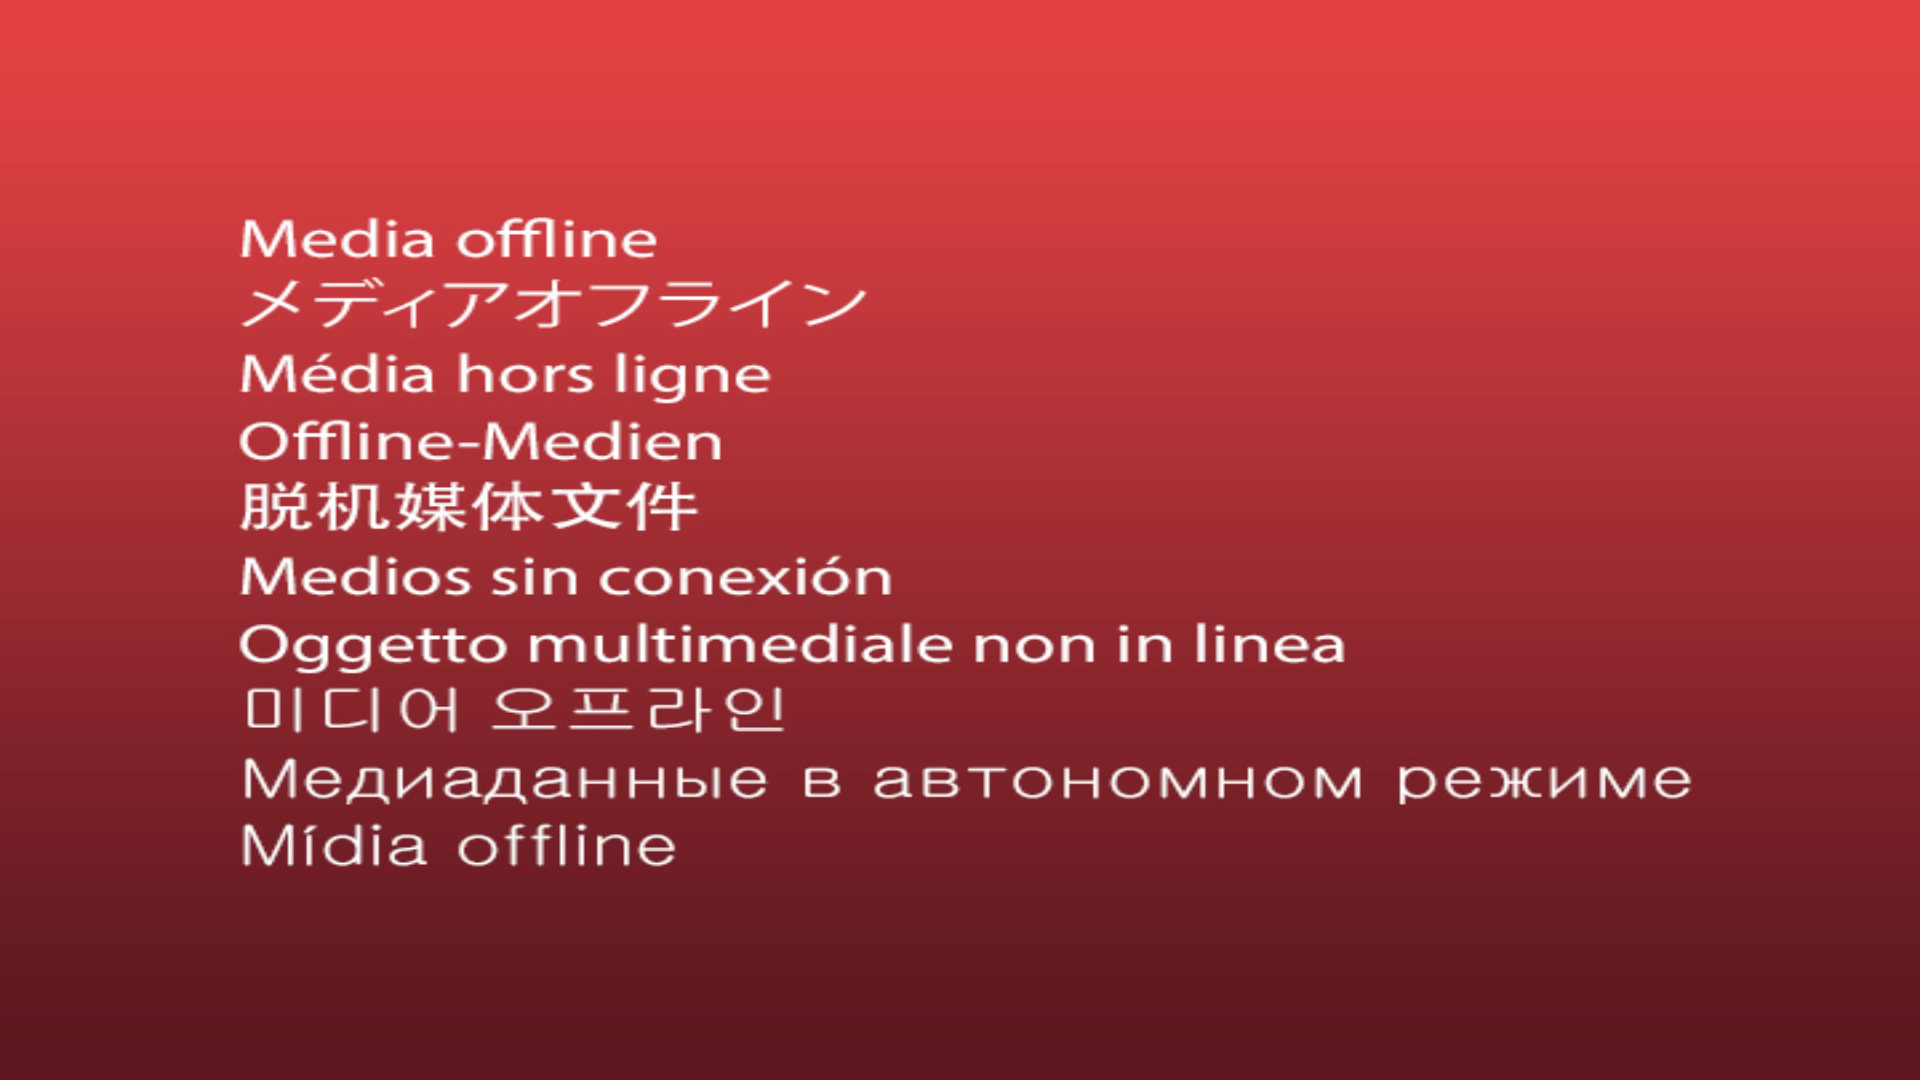 Media offline
メディアオフライン
Média hors ligne
Offline-Medien
脱机媒体文件
Medios sin conexión
Oggetto multimediale non in linea
미디어 오프라인
Медиаданные в автономном режиме
Mídia offline